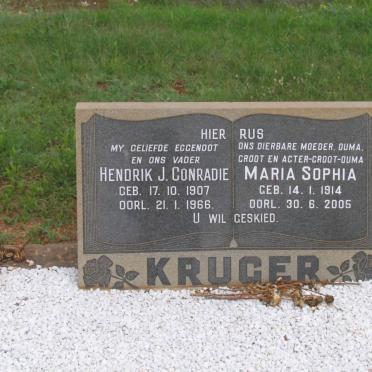 HIER RUS
MY GELIEFDE EGGENOOT
EN ONS VADER
HENDRIK J. CONRADIE
GEB. 17. 10. 1907
OORL. 21. 1. 1966.
ONS DIERBARE MOEDER, OUMA,
GROOT EN AGTER-GROOT-OUMA
MARIA SOPHIA
GEB. 14. 1. 1914
OORL. 30. 6. 2005
U WIL GESKIED.
KRUGER